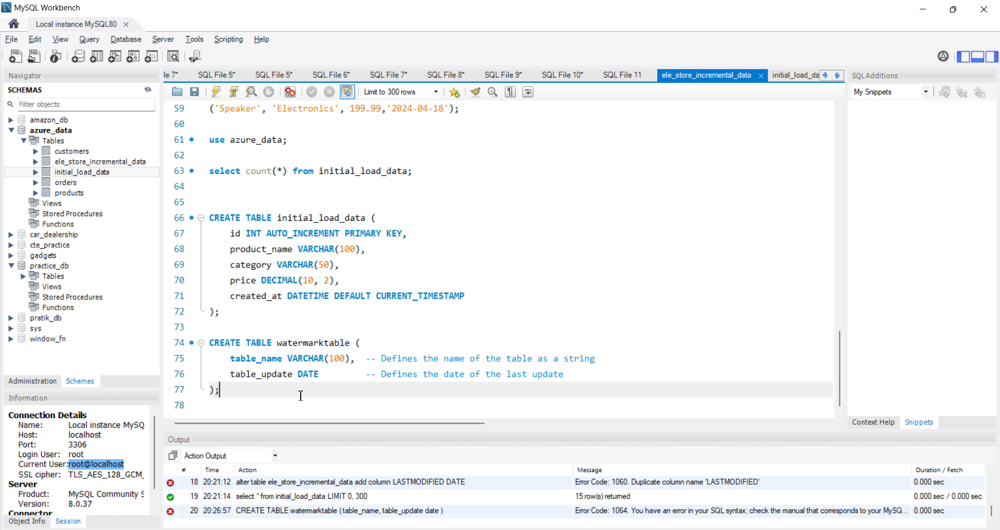 MySQL Workbench
Local instance MySQL80
File Edit View Query Database Server Tools Scripting Help
Navigator
le 7* SQL File 5* SQL File 5* SQL File 6* SQL File 7* SQL File 8* SQL File 9* SQL File 10* SQL File 11 ele_store_incremental_data initial_load_da
SQLAdditions
SCHEMAS
Filter objects
amazon_db
azure_data
Tables
customers
ele_store_incremental_data
initial_load_data
orders
products
Views
Stored Procedures
Functions
car_dealership
cte_practice
gadgets
practice_db
Tables
Views
Stored Procedures
Functions
pratik_db
sys
window_fn
Administration Schemas
Information
Connection Details
Name: Local instance MySQ
Host: localhost
Port: 3306
Login User: root
Current User: root@localhost
SSL cipher: TLS_AES_128_GCM_
Server
Product: MySQL Community S
Version: 8.0.37
Connector
Object Info Session
Limit to 300 rows
59 ('Speaker', 'Electronics', 199.99,'2024-04-18');
60
61 use azure_data;
62
63 select count(*) from initial_load_data;
64
65
66 CREATE TABLE initial_load_data (
67 id INT AUTO_INCREMENT PRIMARY KEY,
68 product_name VARCHAR(100),
69 category VARCHAR(50),
70 price DECIMAL(10, 2),
71 created_at DATETIME DEFAULT CURRENT_TIMESTAMP
72 );
73
74 CREATE TABLE watermarktable (
75 table_name VARCHAR(100), -- Defines the name of the table as a string
76 table_update DATE -- Defines the date of the last update
77 );
78
My Snippets
Context Help Snippets
Output
Action Output
# Time Action Message Duration / Fetch
18 20:21:12 alter table ele_store_incremental_data add column LASTMODIFIED DATE Error Code: 1060. Duplicate column name 'LASTMODIFIED' 0.000 sec
19 20:21:14 select * from initial_load_data LIMIT 0, 300 15 row(s) returned 0.000 sec / 0.000 sec
20 20:26:57 CREATE TABLE watermarktable ( table_name, table_update date ) Error Code: 1064. You have an error in your SQL syntax; check the manual that corresponds to your MySQ... 0.000 sec